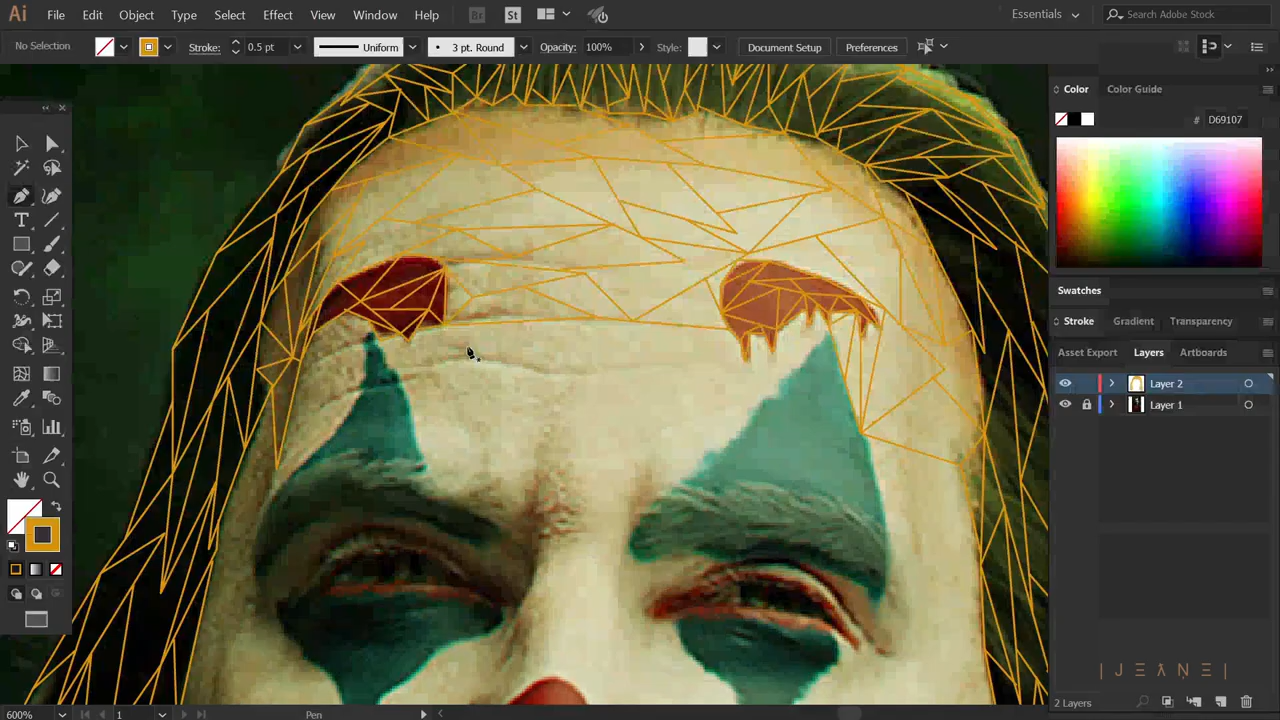 Ai File Edit Object Type Select Effect View Window Help Br St Essentials Search Adobe Stock
No Selection Stroke: 0.5 pt Uniform 3 pt. Round Opacity: 100% Style: Document Setup Preferences
Color Color Guide
# D69107
Swatches
Stroke Gradient Transparency
Asset Export Layers Artboards
Layer 2
Layer 1
| J E A N E |
2 Layers
600% 1 Pen